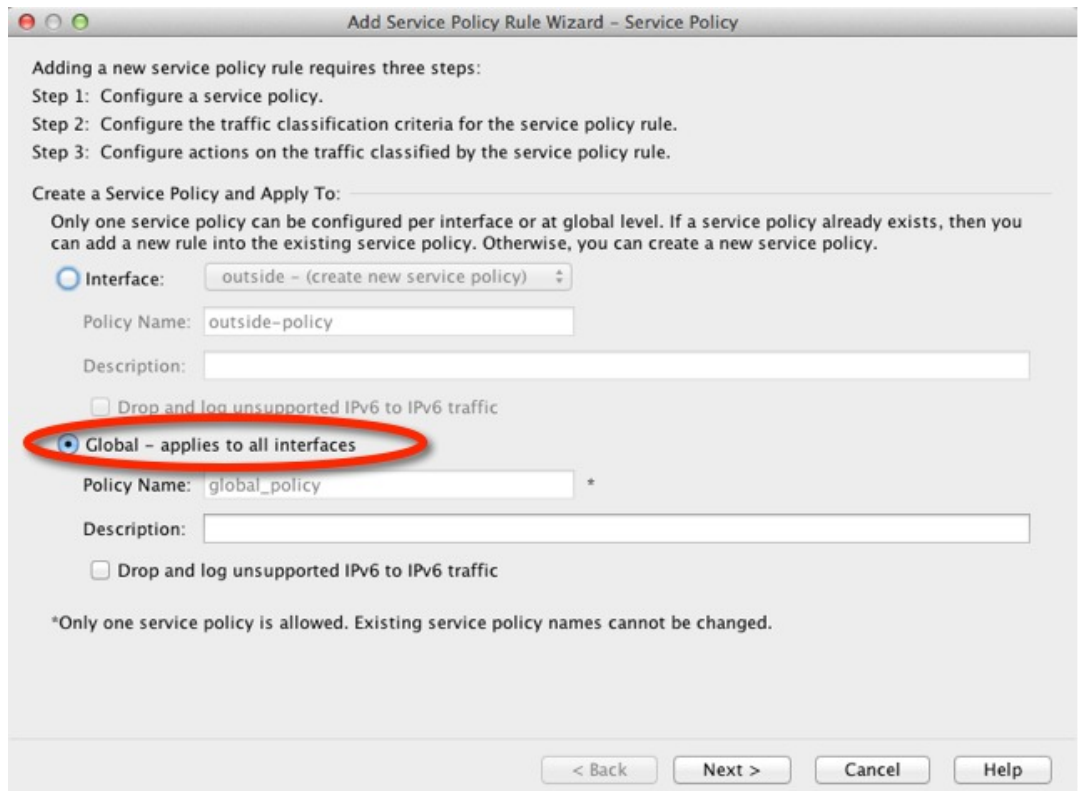 Add Service Policy Rule Wizard – Service Policy
Adding a new service policy rule requires three steps:
Step 1: Configure a service policy.
Step 2: Configure the traffic classification criteria for the service policy rule.
Step 3: Configure actions on the traffic classified by the service policy rule.
Create a Service Policy and Apply To:
Only one service policy can be configured per interface or at global level. If a service policy already exists, then you
can add a new rule into the existing service policy. Otherwise, you can create a new service policy.
Interface: outside – (create new service policy)
Policy Name: outside-policy
Description:
Drop and log unsupported IPv6 to IPv6 traffic
Global – applies to all interfaces
Policy Name: global_policy *
Description:
Drop and log unsupported IPv6 to IPv6 traffic
*Only one service policy is allowed. Existing service policy names cannot be changed.
< Back Next > Cancel Help